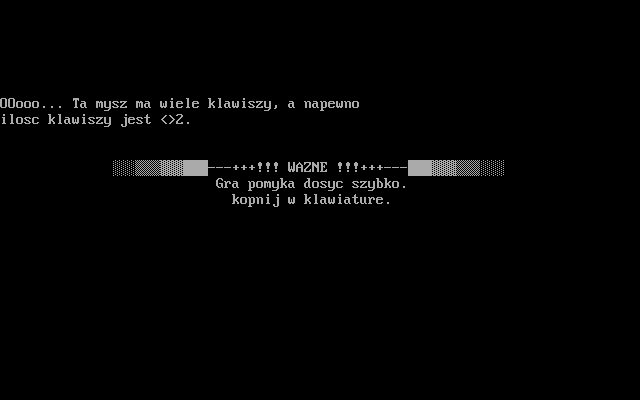 OOooo... Ta mysz ma wiele klawiszy, a napewno
ilosc klawiszy jest <>2.
░░░▒▒▒▓▓▓███---+++!!! WAZNE !!!+++---███▓▓▓▒▒▒░░░
Gra pomyka dosyc szybko.
kopnij w klawiature.